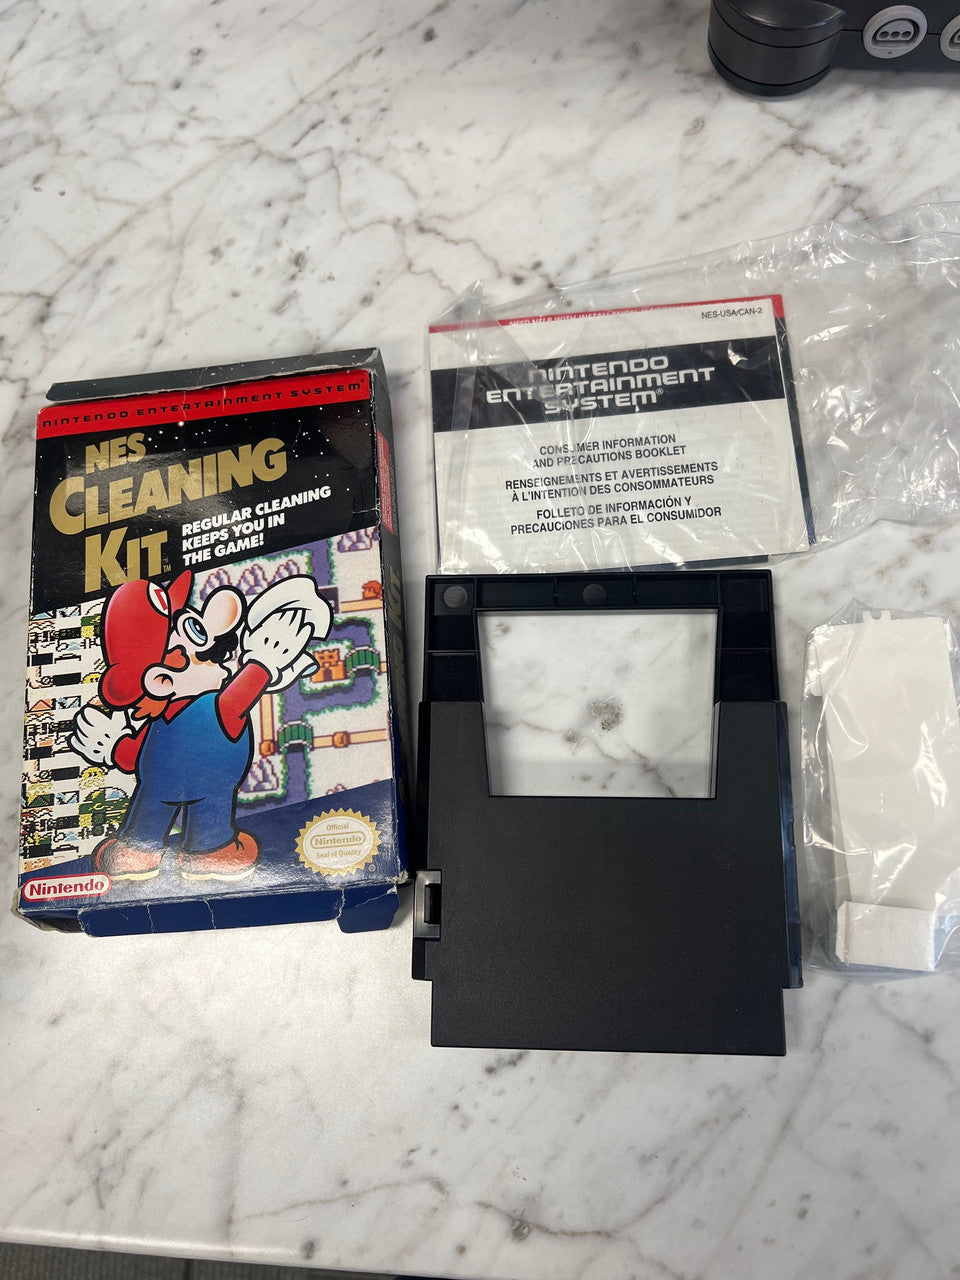 NINTENDO ENTERTAINMENT SYSTEM®
NES
CLEANING
KIT™
REGULAR CLEANING
KEEPS YOU IN
THE GAME!
Official
Nintendo
Seal of Quality
Nintendo
®
NES-USA/CAN-2
NINTENDO
ENTERTAINMENT
SYSTEM®
CONSUMER INFORMATION
AND PRECAUTIONS BOOKLET
RENSEIGNEMENTS ET AVERTISSEMENTS
À L'INTENTION DES CONSOMMATEURS
FOLLETO DE INFORMACIÓN Y
PRECAUCIONES PARA EL CONSUMIDOR